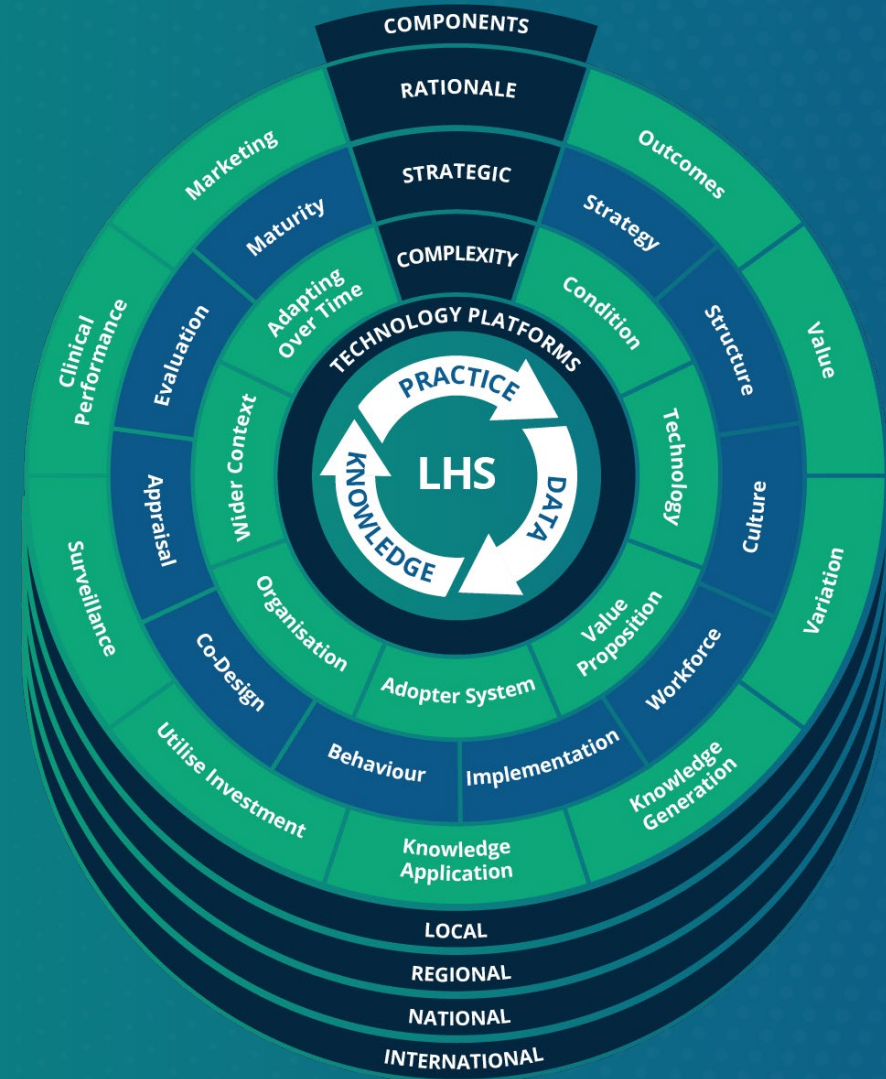 COMPONENTS
RATIONALE
STRATEGIC
COMPLEXITY
TECHNOLOGY PLATFORMS
PRACTICE
DATA
KNOWLEDGE
LHS
Outcomes
Value
Variation
Knowledge
Generation
Knowledge
Application
Utilise Investment
Surveillance
Clinical
Performance
Marketing
Strategy
Structure
Culture
Workforce
Implementation
Behaviour
Co-Design
Appraisal
Evaluation
Maturity
Condition
Technology
Value
Proposition
Adopter System
Organisation
Wider Context
Adapting
Over Time
LOCAL
REGIONAL
NATIONAL
INTERNATIONAL